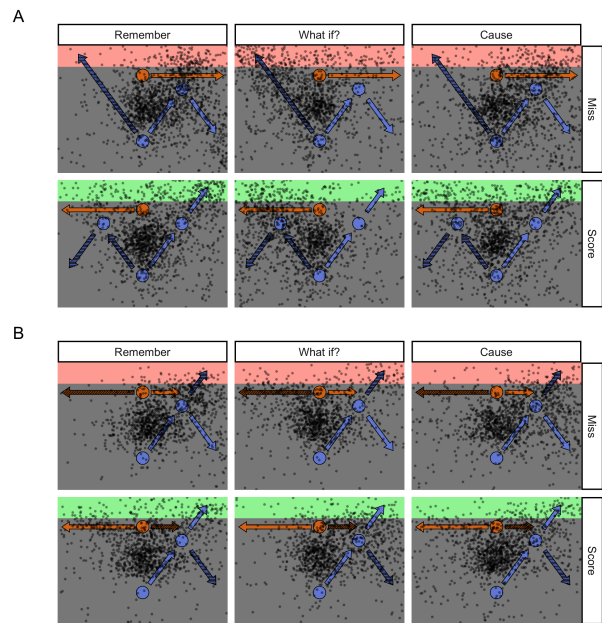 A
Remember
What if?
Cause
Miss
Score
B
Remember
What if?
Cause
Miss
Score